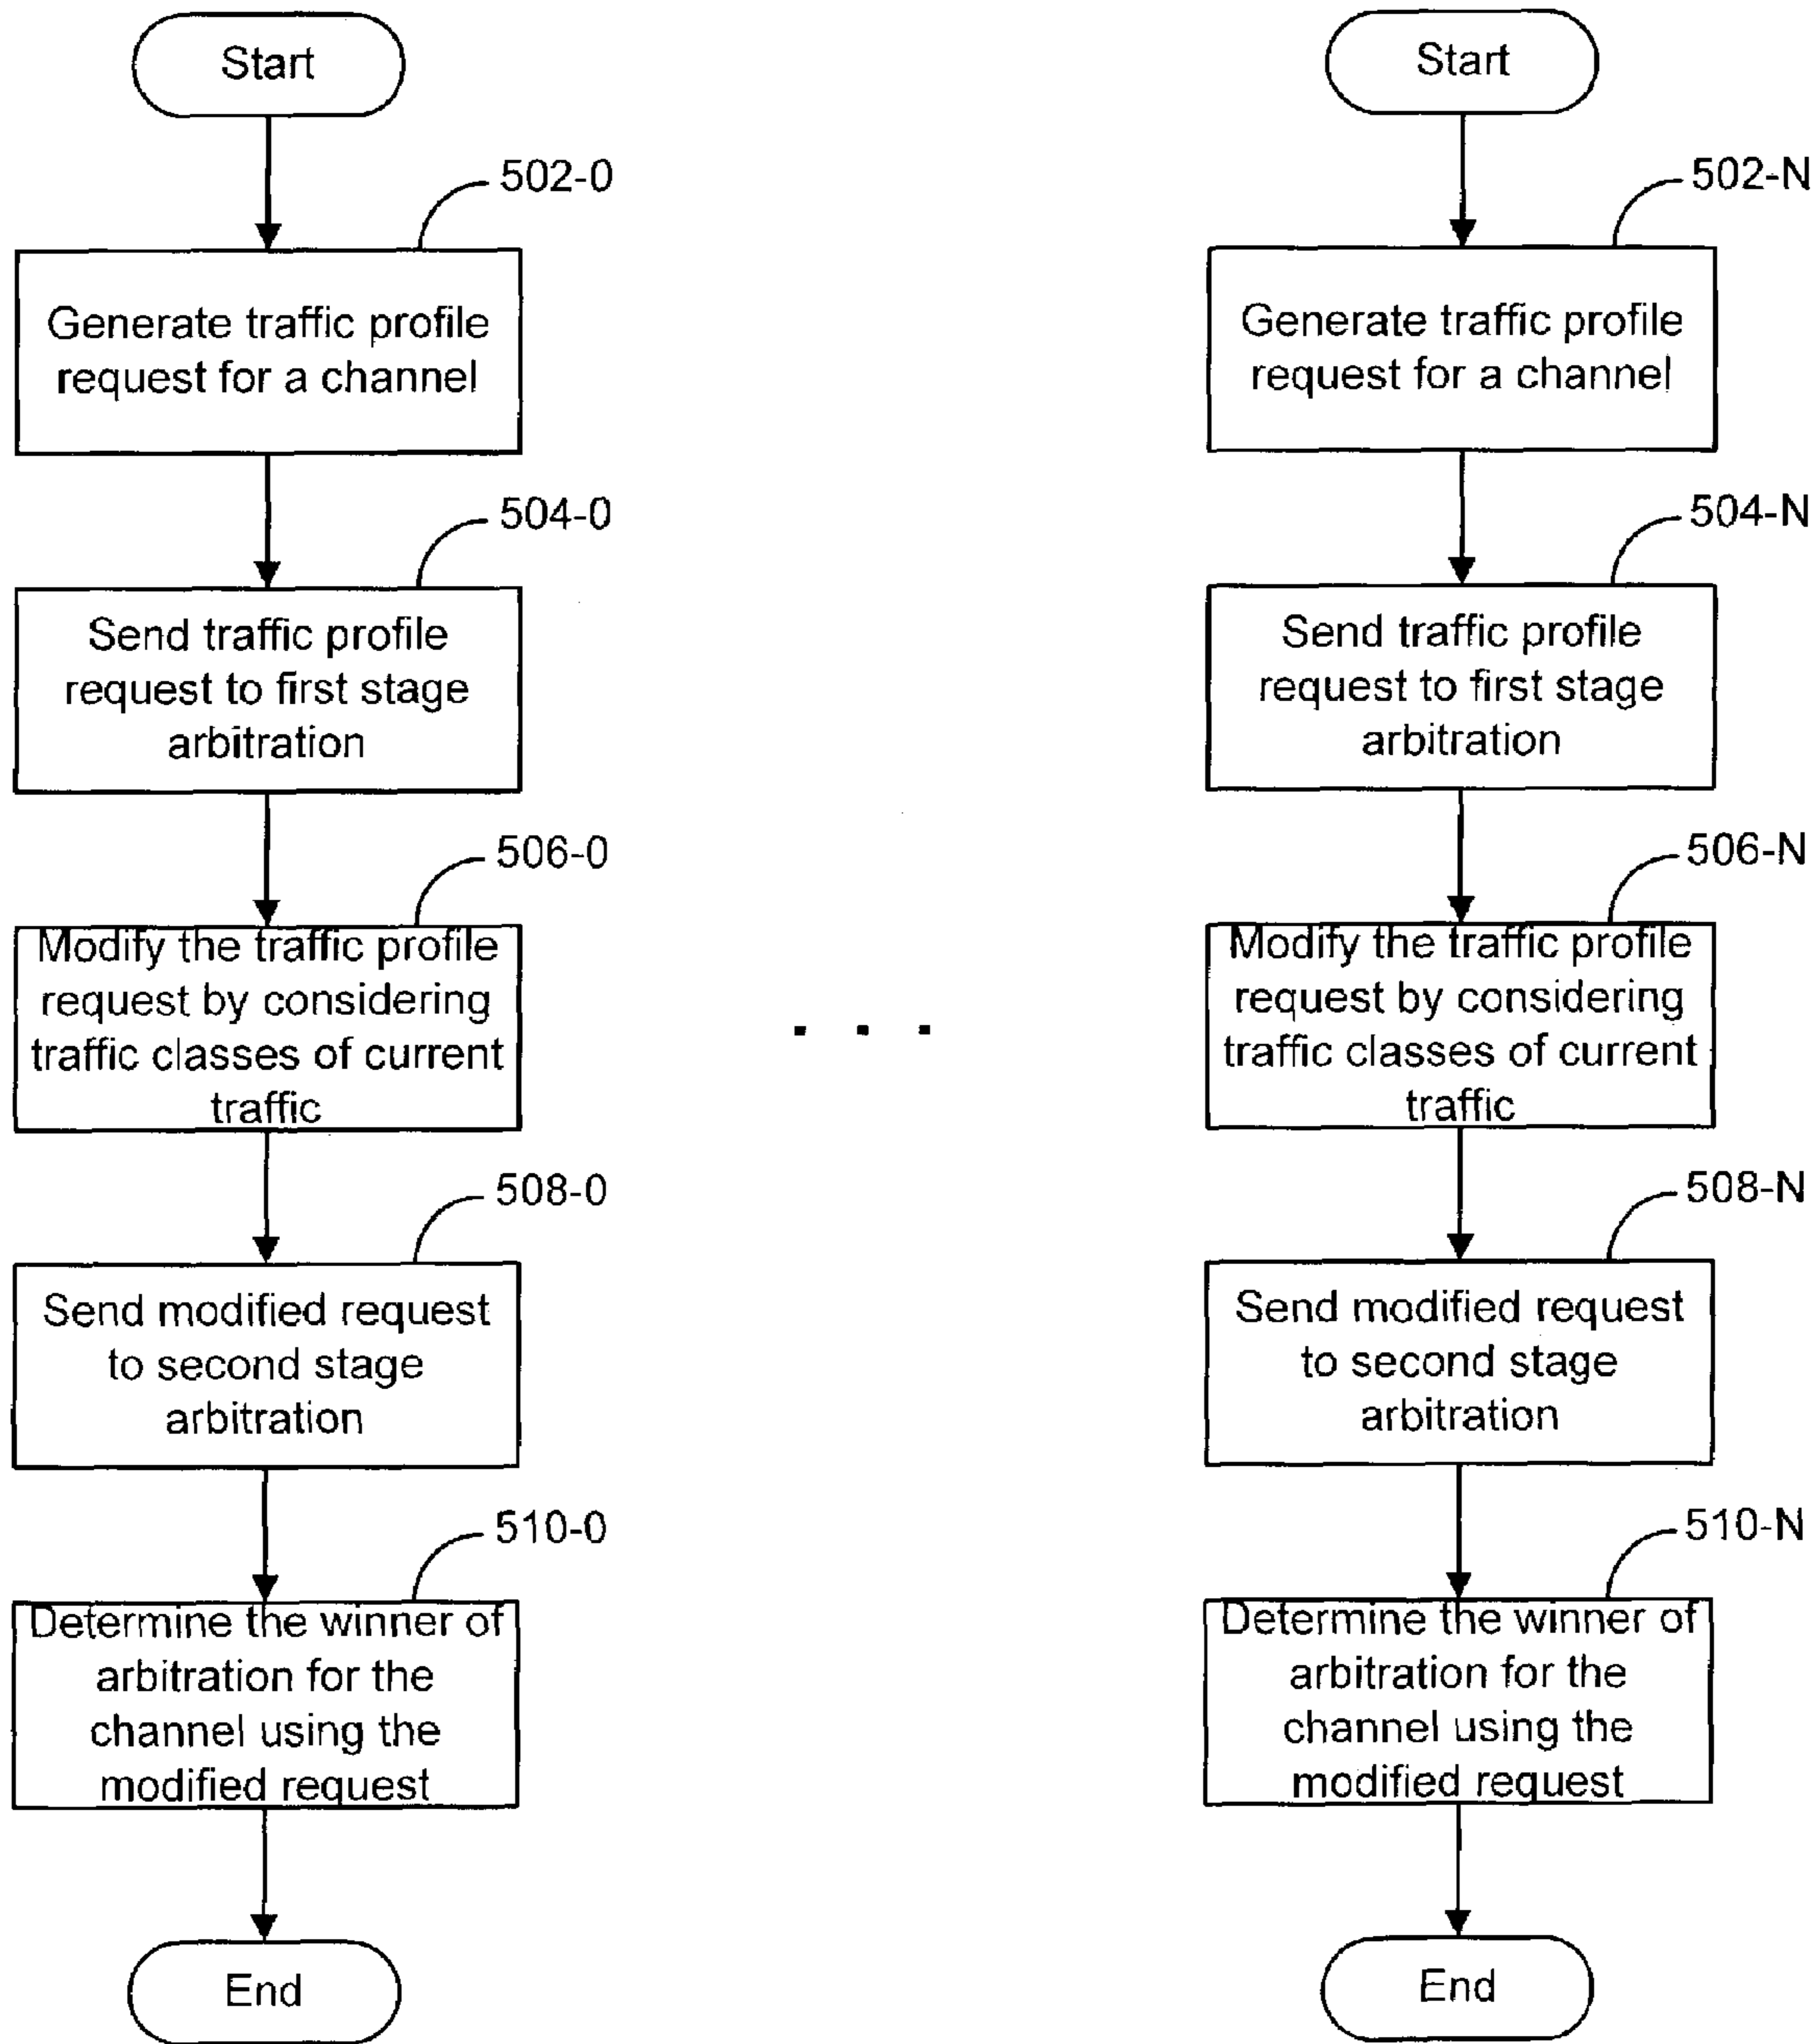 Start
502-0
Generate traffic profile
request for a channel
504-0
Send traffic profile
request to first stage
arbitration
506-0
Modify the traffic profile
request by considering
traffic classes of current
traffic
508-0
Send modified request
to second stage
arbitration
510-0
Determine the winner of
arbitration for the
channel using the
modified request
End
. . .
Start
502-N
Generate traffic profile
request for a channel
504-N
Send traffic profile
request to first stage
arbitration
506-N
Modify the traffic profile
request by considering
traffic classes of current
traffic
508-N
Send modified request
to second stage
arbitration
510-N
Determine the winner of
arbitration for the
channel using the
modified request
End